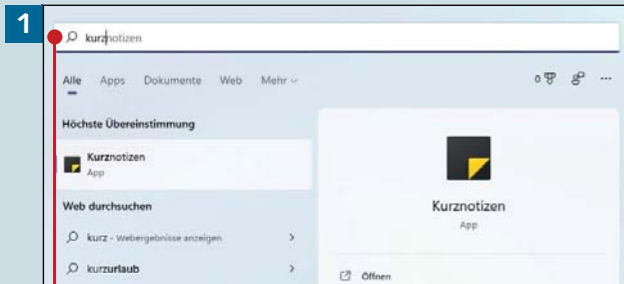 1
kurznotizen
Alle Apps Dokumente Web Mehr
0
...
Höchste Übereinstimmung
Kurznotizen
App
Web durchsuchen
kurz - Webergebnisse anzeigen
kurzurlaub
Kurznotizen
App
Öffnen